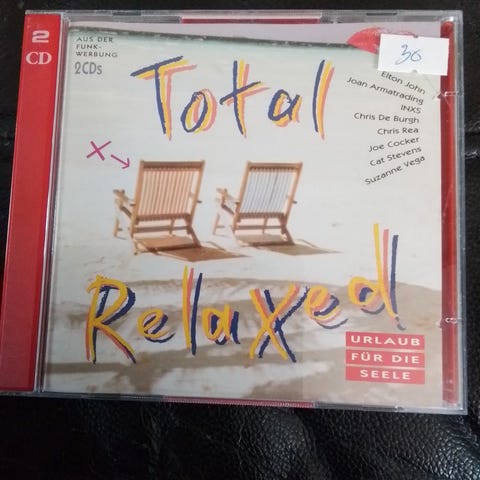 2
CD
AUS DER
FUNK-
WERBUNG
2CDs
Total
30
Elton John
Joan Armatrading
INXS
Chris De Burgh
Chris Rea
Joe Cocker
Cat Stevens
Suzanne Vega
X→
Relaxed
URLAUB
FÜR DIE
SEELE